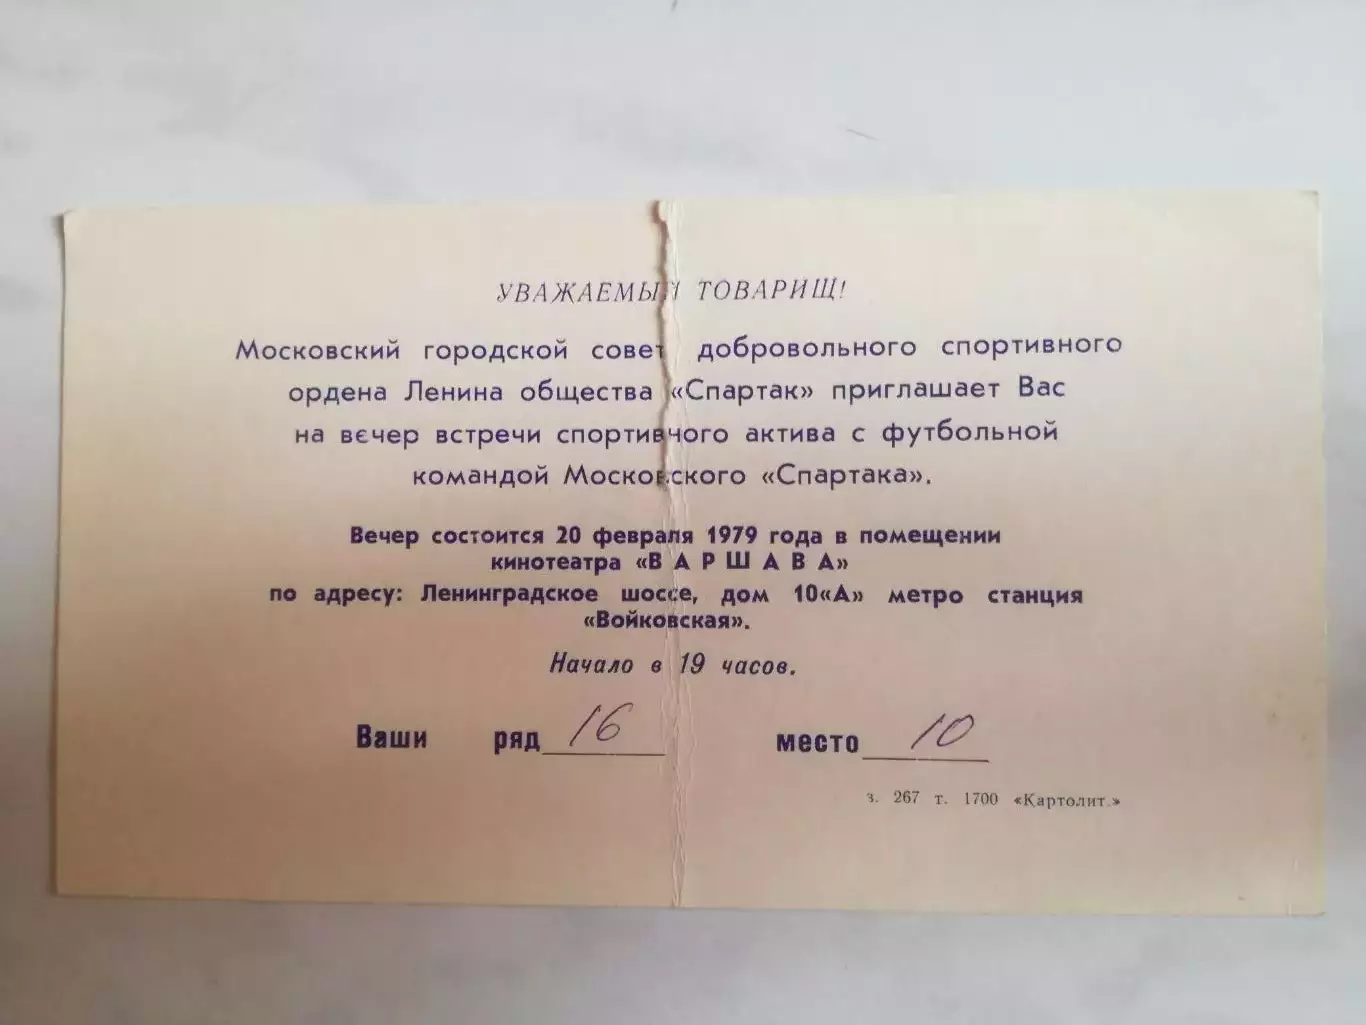 УВАЖАЕМЫЙ ТОВАРИЩ!
Московский городской совет добровольного спортивного
ордена Ленина общества «Спартак» приглашает Вас
на вечер встречи спортивного актива с футбольной
командой Московского «Спартака».
Вечер состоится 20 февраля 1979 года в помещении
кинотеатра «ВАРШАВА»
по адресу: Ленинградское шоссе, дом 10«А» метро станция
«Войковская».
Начало в 19 часов.
Ваши ряд 16 место 10
з. 267 т. 1700 «Картолит.»